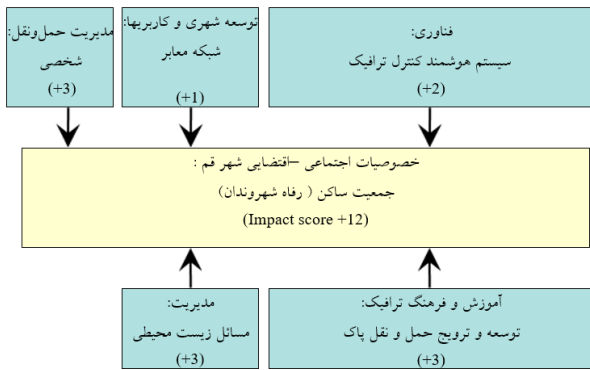 مدیریت حمل‌ونقل:
شخصی
(+3)
توسعه شهری و کاربریها:
شبکه معابر
(+1)
فناوری:
سیستم هوشمند کنترل ترافیک
(+2)
خصوصیات اجتماعی –اقتضایی شهر قم :
جمعیت ساکن ( رفاه شهروندان)
(Impact score +12)
مدیریت:
مسائل زیست محیطی
(+3)
آموزش و فرهنگ ترافیک:
توسعه و ترویج حمل و نقل پاک
(+3)